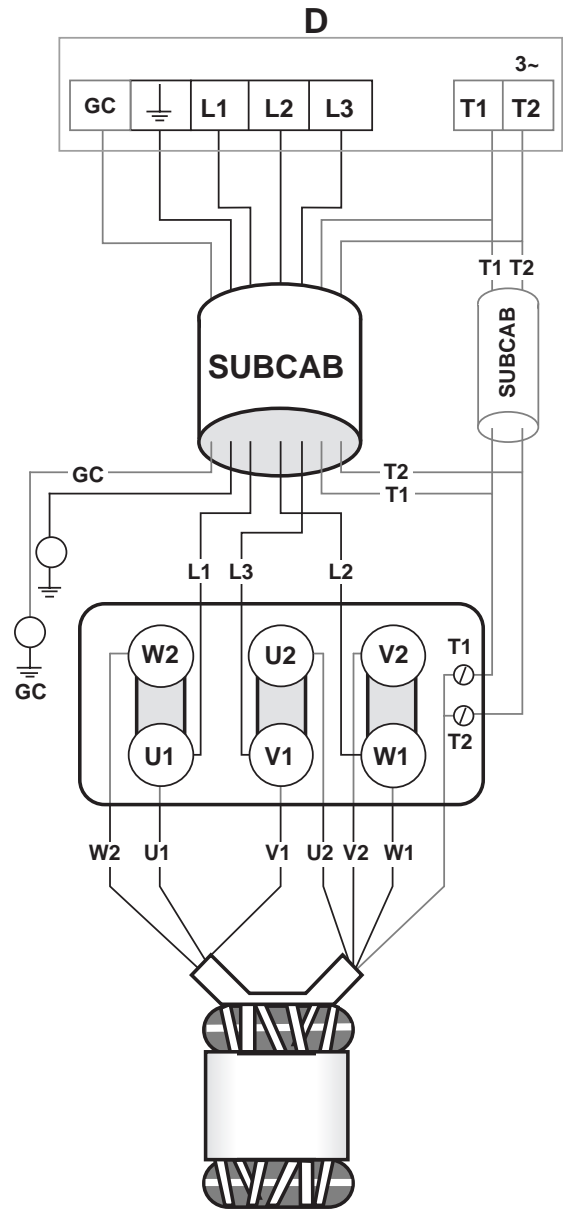 D
3~
GC L1 L2 L3 T1 T2
T1 T2
SUBCAB
SUBCAB
GC T2
T1
L1 L3 L2
W2 U2 V2 T1
GC
U1 V1 W1 T2
W2 U1 V1 U2 V2 W1